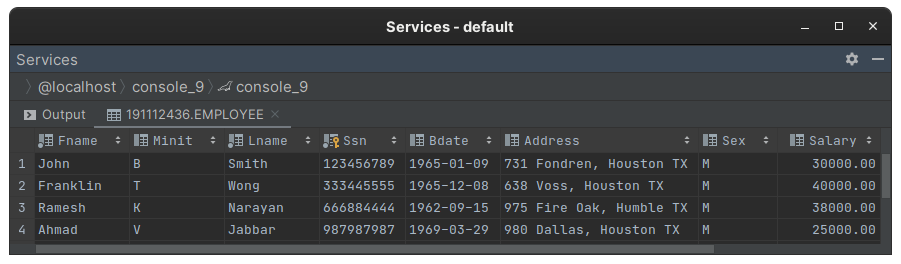 Services - default
Services
@localhost console_9 console_9
Output 191112436.EMPLOYEE
Fname Minit Lname Ssn Bdate Address Sex Salary
1 John B Smith 123456789 1965-01-09 731 Fondren, Houston TX M 30000.00
2 Franklin T Wong 333445555 1965-12-08 638 Voss, Houston TX M 40000.00
3 Ramesh K Narayan 666884444 1962-09-15 975 Fire Oak, Humble TX M 38000.00
4 Ahmad V Jabbar 987987987 1969-03-29 980 Dallas, Houston TX M 25000.00